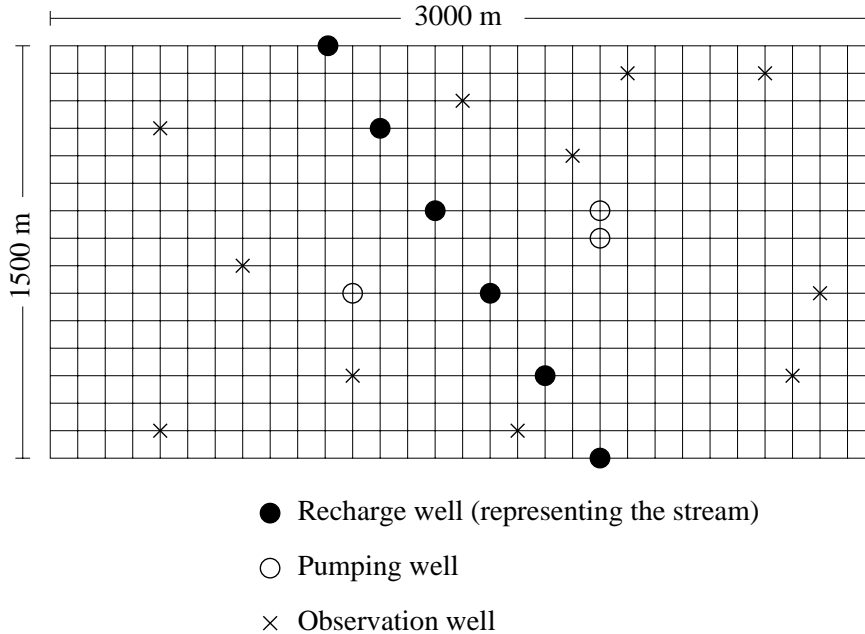 3000 m
1500 m
Recharge well (representing the stream)
Pumping well
Observation well